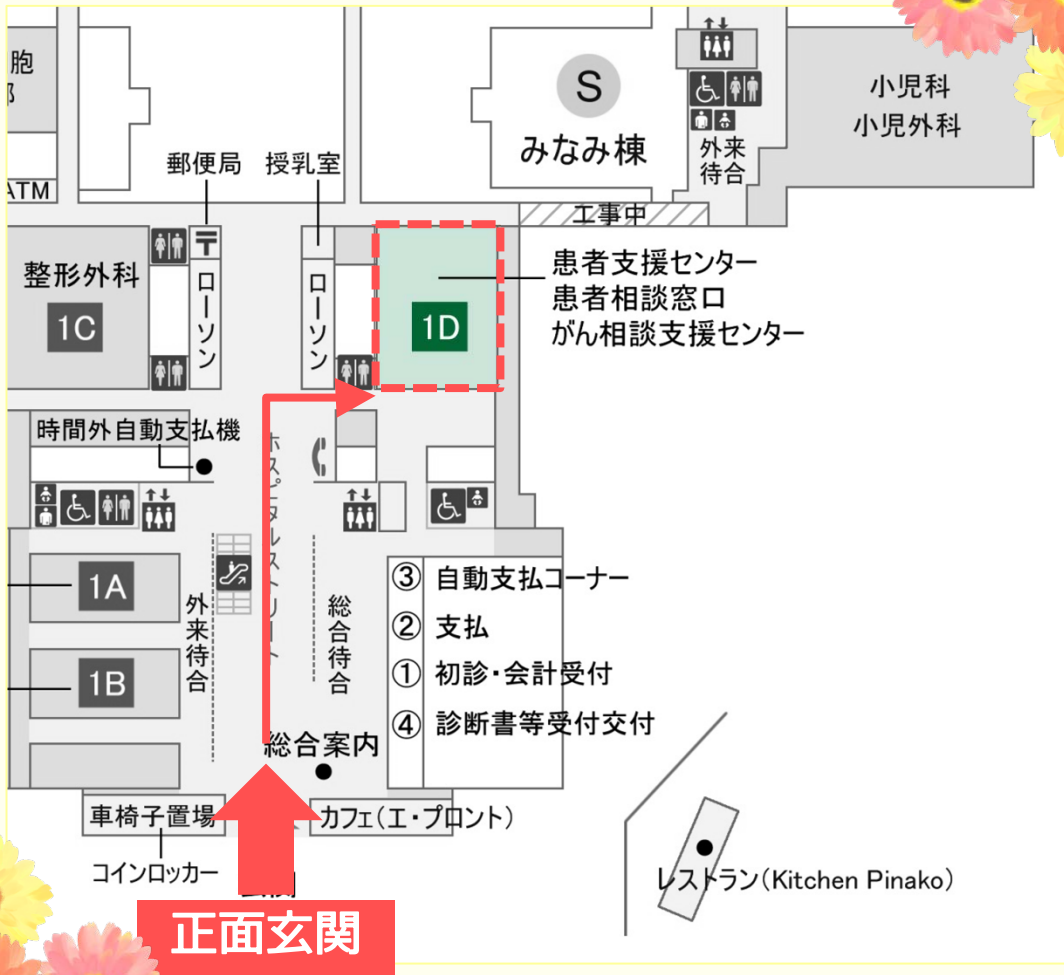 胞
S
みなみ棟
小児科
小児外科
外来
待合
ATM
郵便局
授乳室
工事中
整形外科
1C
〒
ローソン
ローソン
1D
患者支援センター
患者相談窓口
がん相談支援センター
時間外自動支払機
ホスピタルストリート
1A
1B
外来待合
総合待合
③ 自動支払コーナー
② 支払
① 初診・会計受付
④ 診断書等受付交付
総合案内
車椅子置場
カフェ(エ・プロント)
コインロッカー
レストラン(Kitchen Pinako)
正面玄関